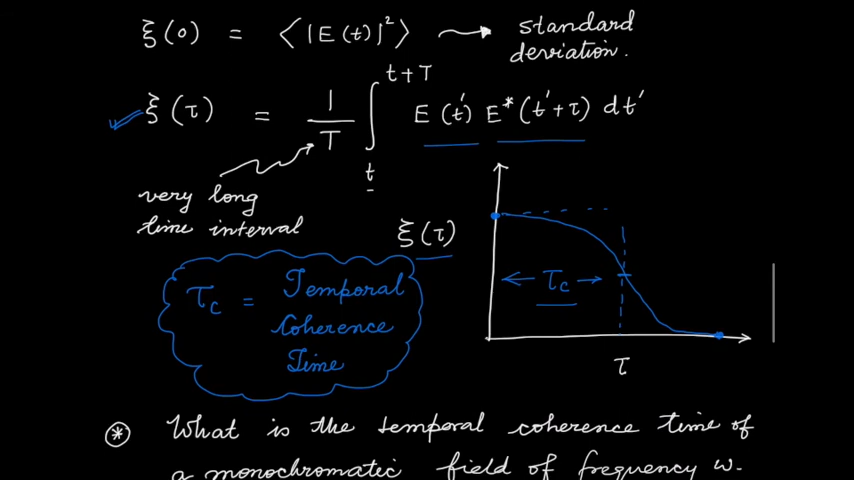 ξ(0) = ⟨|E(t)|²⟩ → standard
deviation.
ξ(τ) = 1/T ∫ₜᵗ⁺ᵀ E(t') E*(t'+τ) dt'
very long
time interval
ξ(τ)
τc
τ
τc = Temporal
Coherence
Time
* What is the temporal coherence time of
a monochromatic field of frequency ω.